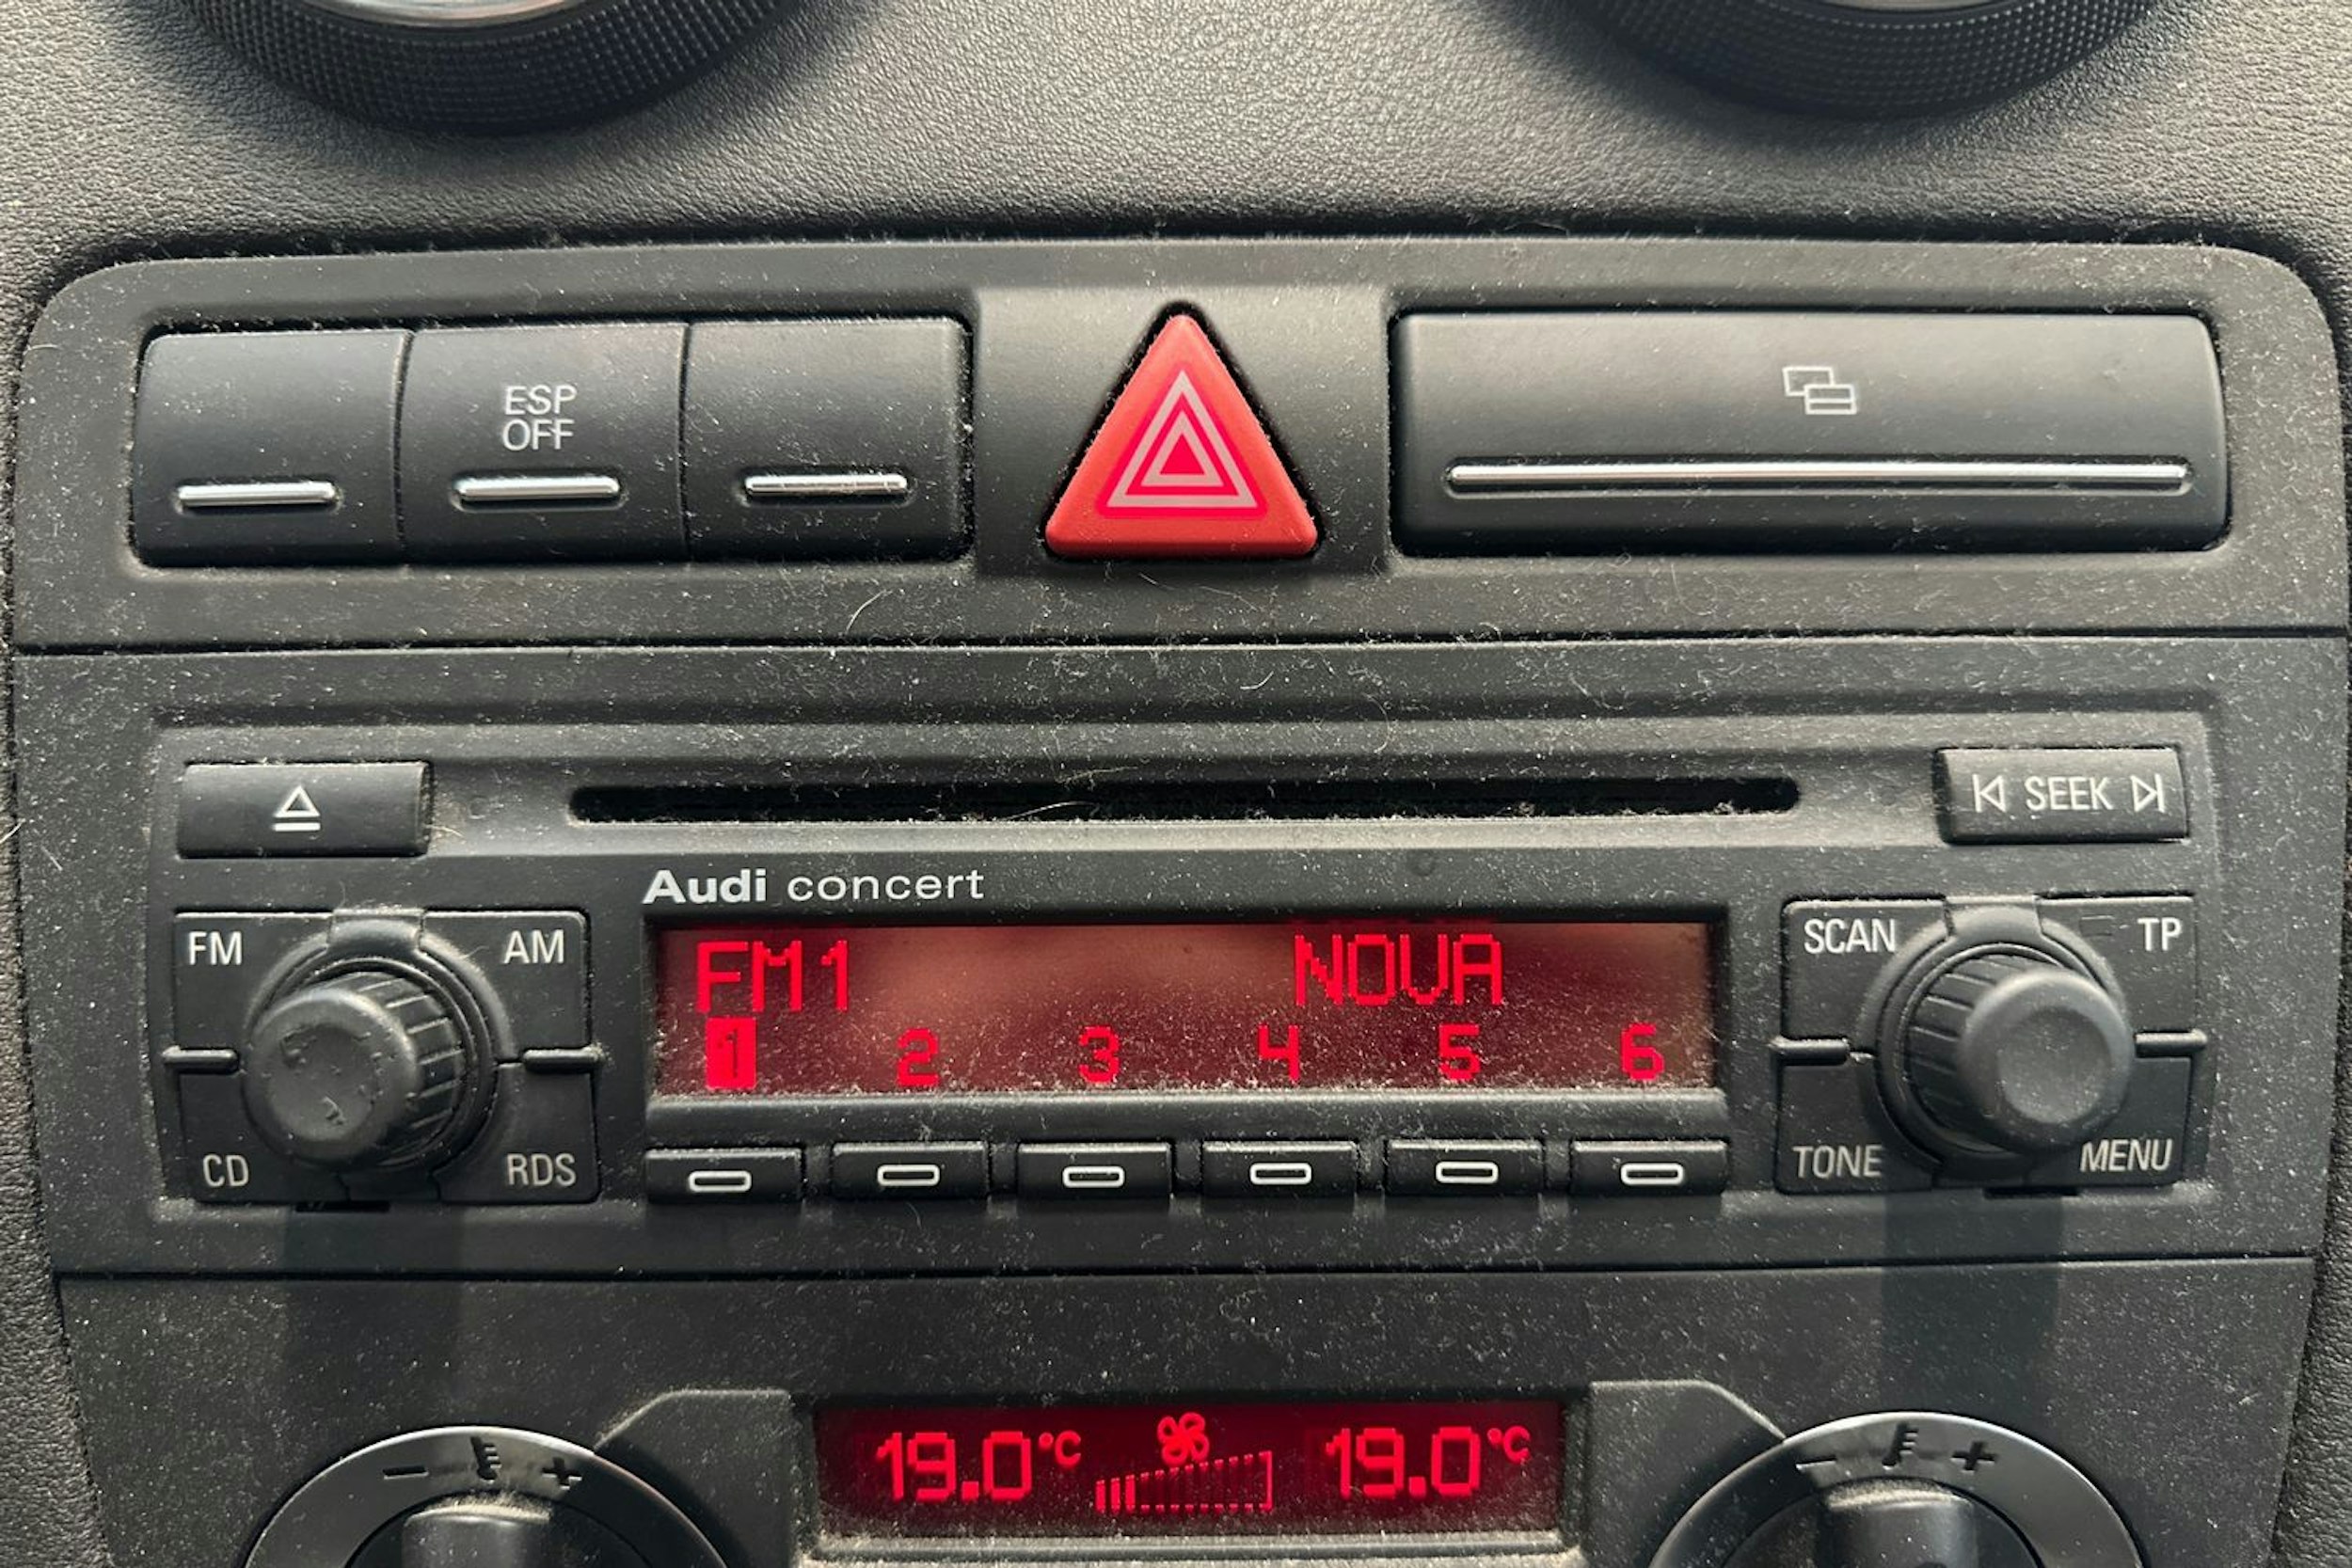 ESP
OFF
SEEK
Audi concert
FM AM
FM1 NOVA
SCAN TP
1 2 3 4 5 6
CD RDS
TONE MENU
19.0°C 19.0°C
- +
- +